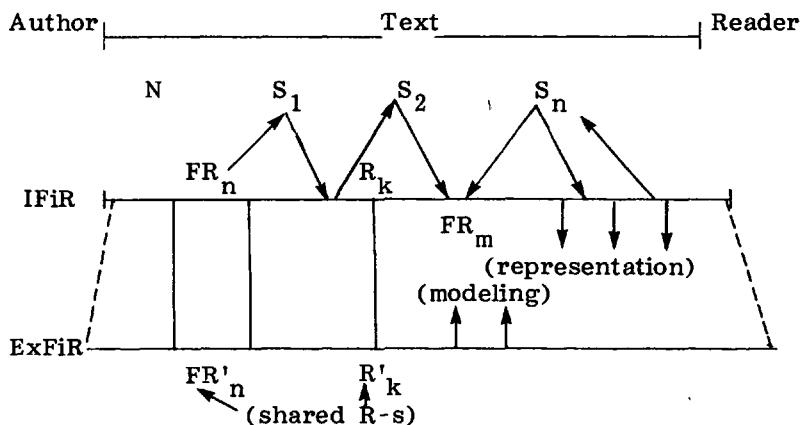 Author Text Reader
N S₁ S₂ Sₙ
FRₙ Rₖ
IFiR
FRₘ
(representation)
(modeling)
ExFiR
FR'ₙ R'ₖ
(shared R-s)